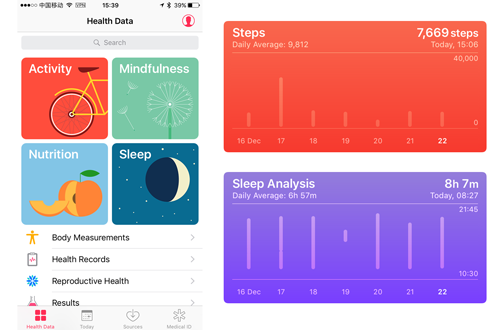 中国移动 VPN 15:39 39%
Health Data
Search
Activity
Mindfulness
Nutrition
Sleep
Body Measurements
Health Records
Reproductive Health
Results
Health Data Today Sources Medical ID
Steps 7,669 steps
Daily Average: 9,812 Today, 15:06
40,000
0
16 Dec 17 18 19 20 21 22
Sleep Analysis 8h 7m
Daily Average: 6h 57m Today, 08:27
21:45
10:30
16 Dec 17 18 19 20 21 22